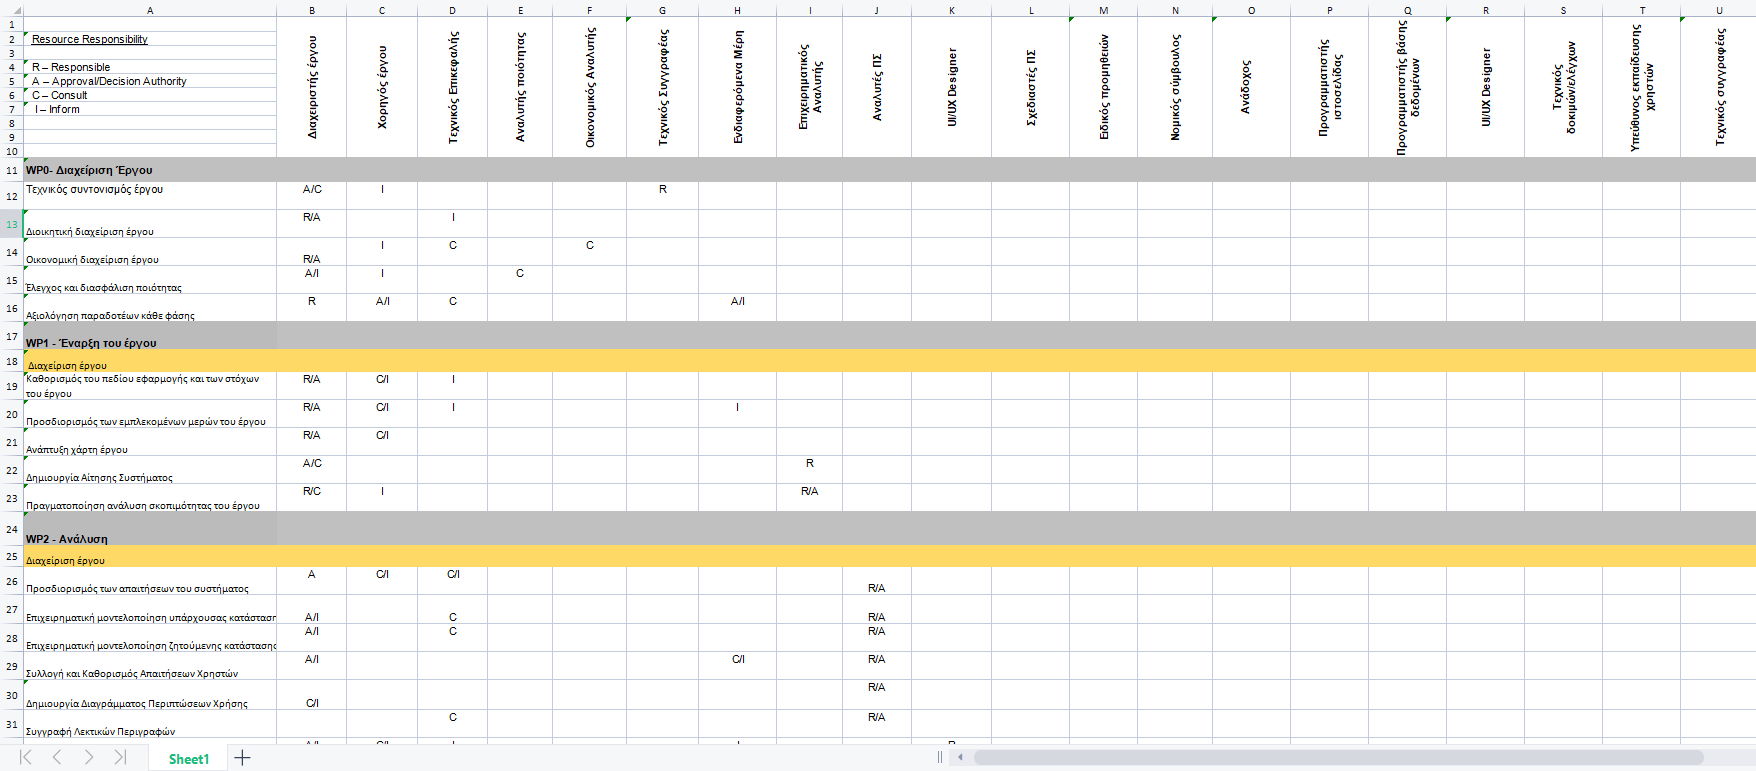 A B C D E F G H I J K L M N O P Q R S T U
1
2 Resource Responsibility
3
4 R – Responsible
5 A – Approval/Decision Authority
6 C – Consult
7 I – Inform
8
9
10
Διαχειριστής έργου
Χορηγός έργου
Τεχνικός Επικεφαλής
Αναλυτής ποιότητας
Οικονομικός Αναλυτής
Τεχνικός Συγγραφέας
Ενδιαφερόμενα Μέρη
Επιχειρηματικός
Αναλυτής
Αναλυτές ΠΣ
UI/UX Designer
Σχεδιαστές ΠΣ
Ειδικός προμηθειών
Νομικός σύμβουλος
Ανάδοχος
Προγραμματιστής
ιστοσελίδας
Προγραμματιστής βάσης
δεδομένων
UI/UX Designer
Τεχνικός
δοκιμών/ελέγχων
Υπεύθυνος εκπαίδευσης
χρηστών
Τεχνικός συγγραφέας
11 WP0- Διαχείριση Έργου
12 Τεχνικός συντονισμός έργου A/C I R
13 Διοικητική διαχείριση έργου R/A I
14 Οικονομική διαχείριση έργου R/A I C C
15 Έλεγχος και διασφάλιση ποιότητας A/I I C
16 Αξιολόγηση παραδοτέων κάθε φάσης R A/I C A/I
17 WP1 - Έναρξη του έργου
18 Διαχείριση έργου
19 Καθορισμός του πεδίου εφαρμογής και των στόχων R/A C/I I
του έργου
20 Προσδιορισμός των εμπλεκομένων μερών του έργου R/A C/I I I
21 Ανάπτυξη χάρτη έργου R/A C/I
22 Δημιουργία Αίτησης Συστήματος A/C R
23 Πραγματοποίηση ανάλυση σκοπιμότητας του έργου R/C I R/A
24 WP2 - Ανάλυση
25 Διαχείριση έργου
26 Προσδιορισμός των απαιτήσεων του συστήματος A C/I C/I R/A
27 Επιχειρηματική μοντελοποίηση υπάρχουσας κατάστασ A/I C R/A
28 Επιχειρηματική μοντελοποίηση ζητούμενης κατάστασης A/I C R/A
29 Συλλογή και Καθορισμός Απαιτήσεων Χρηστών A/I C/I R/A
30 Δημιουργία Διαγράμματος Περιπτώσεων Χρήσης C/I R/A
31 Συγγραφή Λεκτικών Περιγραφών C R/A
Sheet1